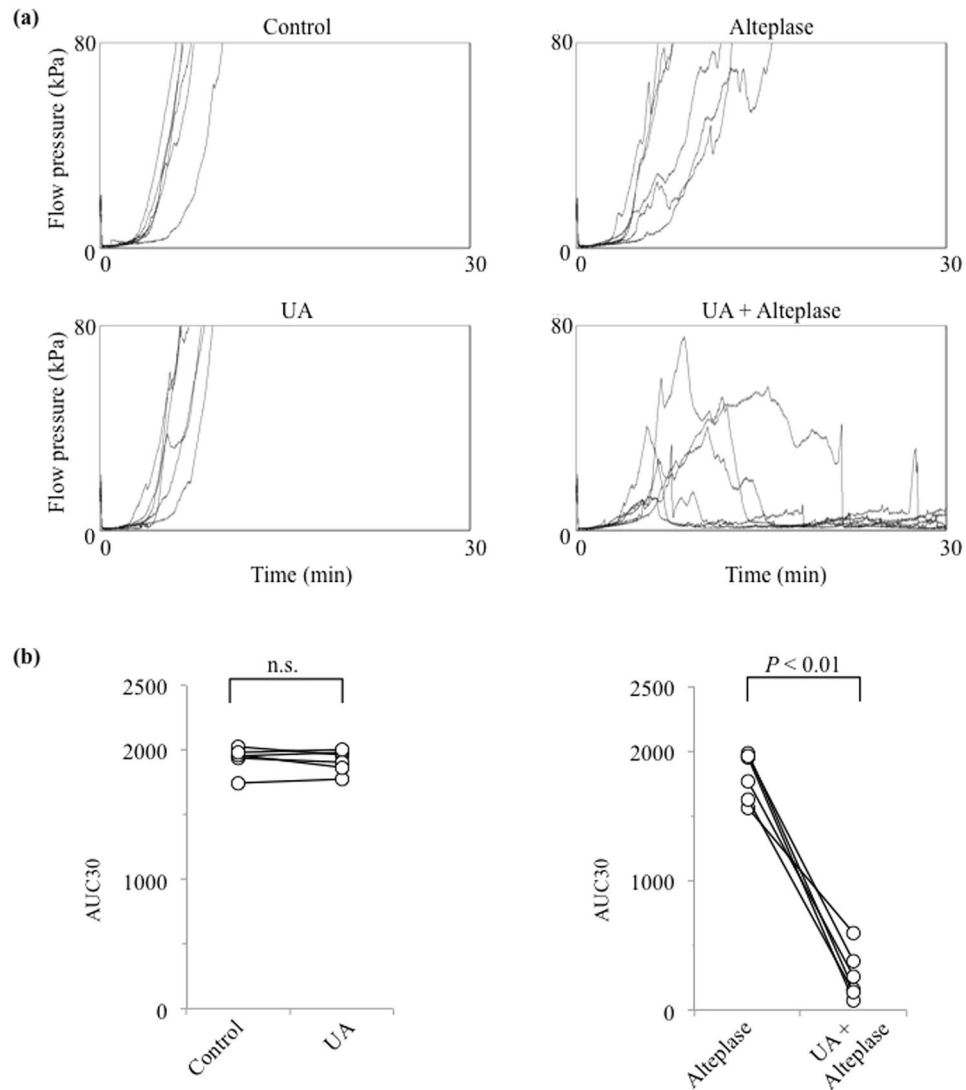 (a)
Control
Alteplase
80
80
Flow pressure (kPa)
0
0
0
30
0
30
UA
UA + Alteplase
80
80
Flow pressure (kPa)
0
0
0
30
0
30
Time (min)
Time (min)
(b)
n.s.
P < 0.01
2500
2500
2000
2000
AUC30
AUC30
1000
1000
0
0
Control
UA
Alteplase
UA +
Alteplase